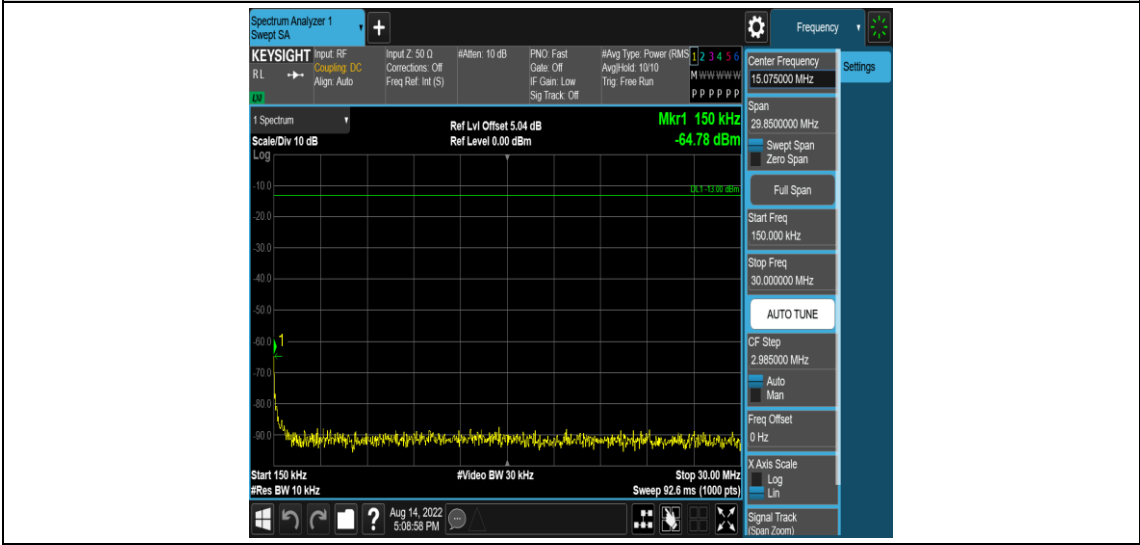 Spectrum Analyzer 1
Swept SA
+
Frequency
KEYSIGHT
RL
LM
Input: RF
Coupling: DC
Align: Auto
Input Z: 50 Ω
Corrections: Off
Freq Ref: Int (S)
#Atten: 10 dB
PNO: Fast
Gate: Off
IF Gain: Low
Sig Track: Off
#Avg Type: Power (RMS
Avg|Hold: 10/10
Trig: Free Run
1 2 3 4 5 6
M W W W W W
P P P P P P
1 Spectrum
Scale/Div 10 dB
Log
Ref Lvl Offset 5.04 dB
Ref Level 0.00 dBm
Mkr1 150 kHz
-64.78 dBm
DL1 -13.00 dBm
-10.0
-20.0
-30.0
-40.0
-50.0
-60.0
-70.0
-80.0
-90.0
1
Start 150 kHz
#Res BW 10 kHz
#Video BW 30 kHz
Stop 30.00 MHz
Sweep 92.6 ms (1000 pts)
Center Frequency
15.075000 MHz
Settings
Span
29.8500000 MHz
Swept Span
Zero Span
Full Span
Start Freq
150.000 kHz
Stop Freq
30.000000 MHz
AUTO TUNE
CF Step
2.985000 MHz
Auto
Man
Freq Offset
0 Hz
X Axis Scale
Log
Lin
Signal Track
(Span Zoom)
?
Aug 14, 2022
5:08:58 PM